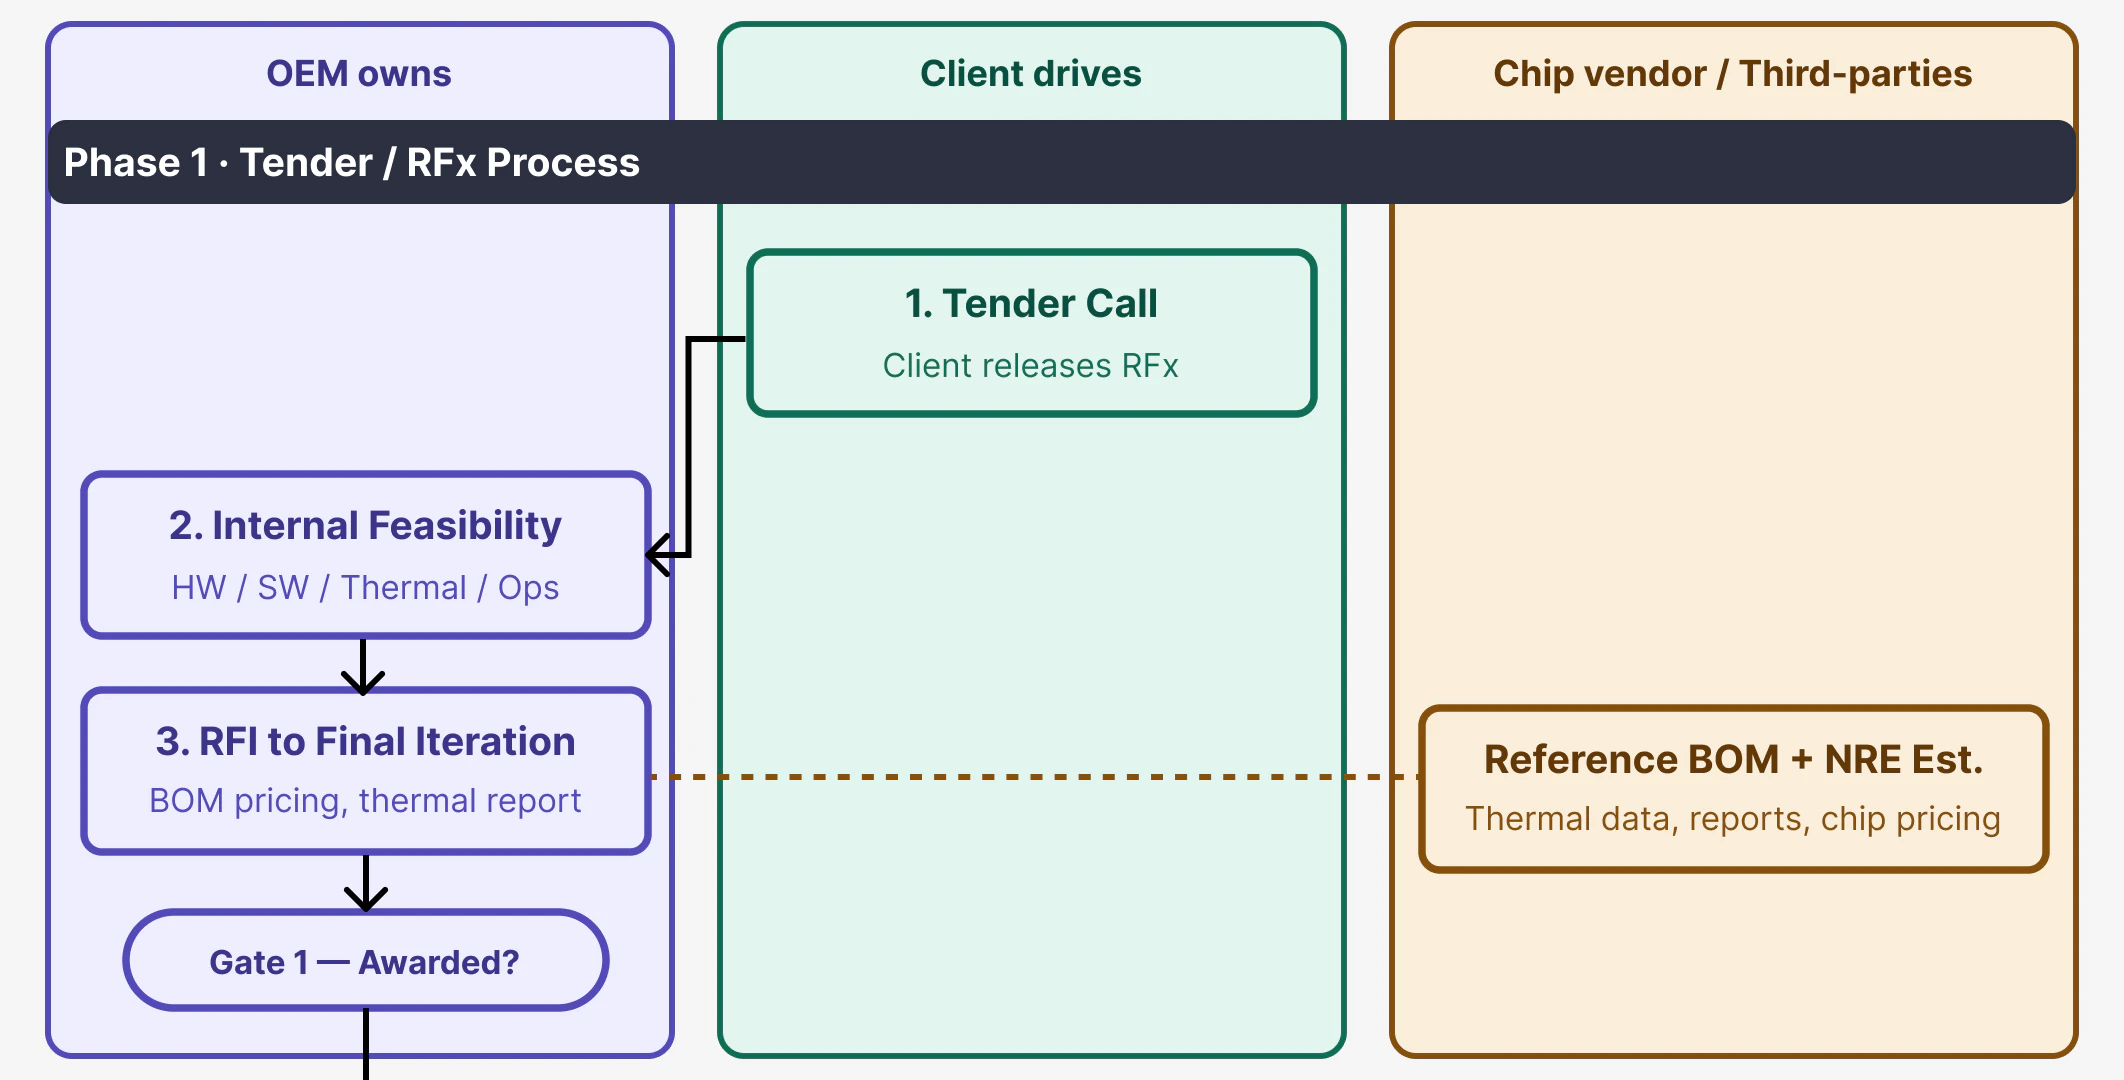 OEM owns
Client drives
Chip vendor / Third-parties
Phase 1 · Tender / RFx Process
1. Tender Call
Client releases RFx
2. Internal Feasibility
HW / SW / Thermal / Ops
3. RFI to Final Iteration
BOM pricing, thermal report
Reference BOM + NRE Est.
Thermal data, reports, chip pricing
Gate 1 — Awarded?